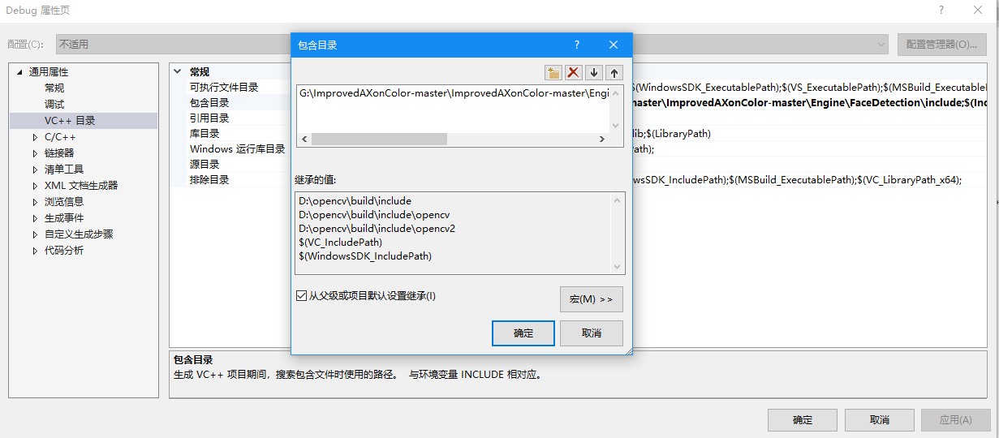 Debug 属性页
配置(C):
不适用
配置管理器(O)...
通用属性
常规
调试
VC++ 目录
C/C++
链接器
清单工具
XML 文档生成器
浏览信息
生成事件
自定义生成步骤
代码分析
常规
可执行文件目录
$(WindowsSDK_ExecutablePath);$(VS_ExecutablePath);$(MSBuild_Executabl
包含目录
naster\ImprovedAXonColor-master\Engine\FaceDetection\include;$(Inc
引用目录
库目录
lib;$(LibraryPath)
Windows 运行库目录
ath);
源目录
排除目录
owsSDK_IncludePath);$(MSBuild_ExecutablePath);$(VC_LibraryPath_x64);
包含目录
G:\ImprovedAXonColor-master\ImprovedAXonColor-master\Engi
继承的值:
D:\opencv\build\include
D:\opencv\build\include\opencv
D:\opencv\build\include\opencv2
$(VC_IncludePath)
$(WindowsSDK_IncludePath)
从父级或项目默认设置继承(I)
宏(M) >>
确定
取消
包含目录
生成 VC++ 项目期间，搜索包含文件时使用的路径。 与环境变量 INCLUDE 相对应。
确定
取消
应用(A)